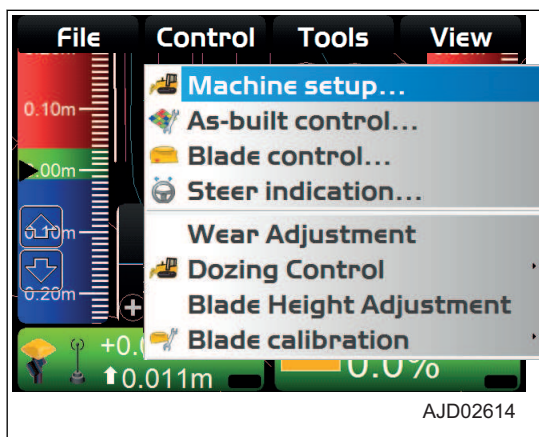 File Control Tools View
0.10m
Machine setup...
As-built control...
Blade control...
.00m
Steer indication...
0.10m
Wear Adjustment
Dozing Control
0.20m
Blade Height Adjustment
Blade calibration
+0.
0.011m
0.0%
AJD02614